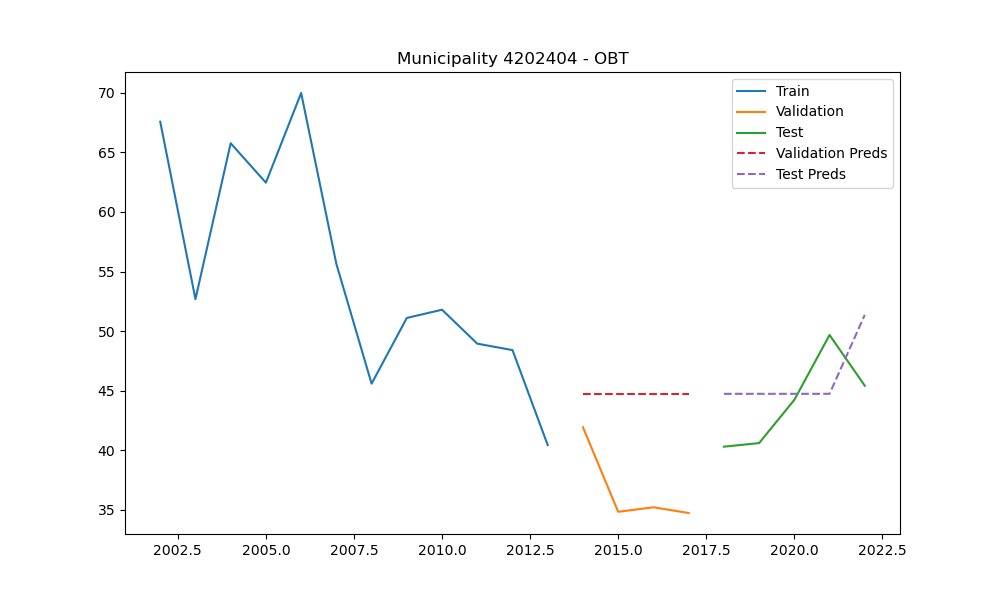 Municipality 4202404 - OBT
Train
Validation
Test
Validation Preds
Test Preds
70
65
60
55
50
45
40
35
2002.5 2005.0 2007.5 2010.0 2012.5 2015.0 2017.5 2020.0 2022.5